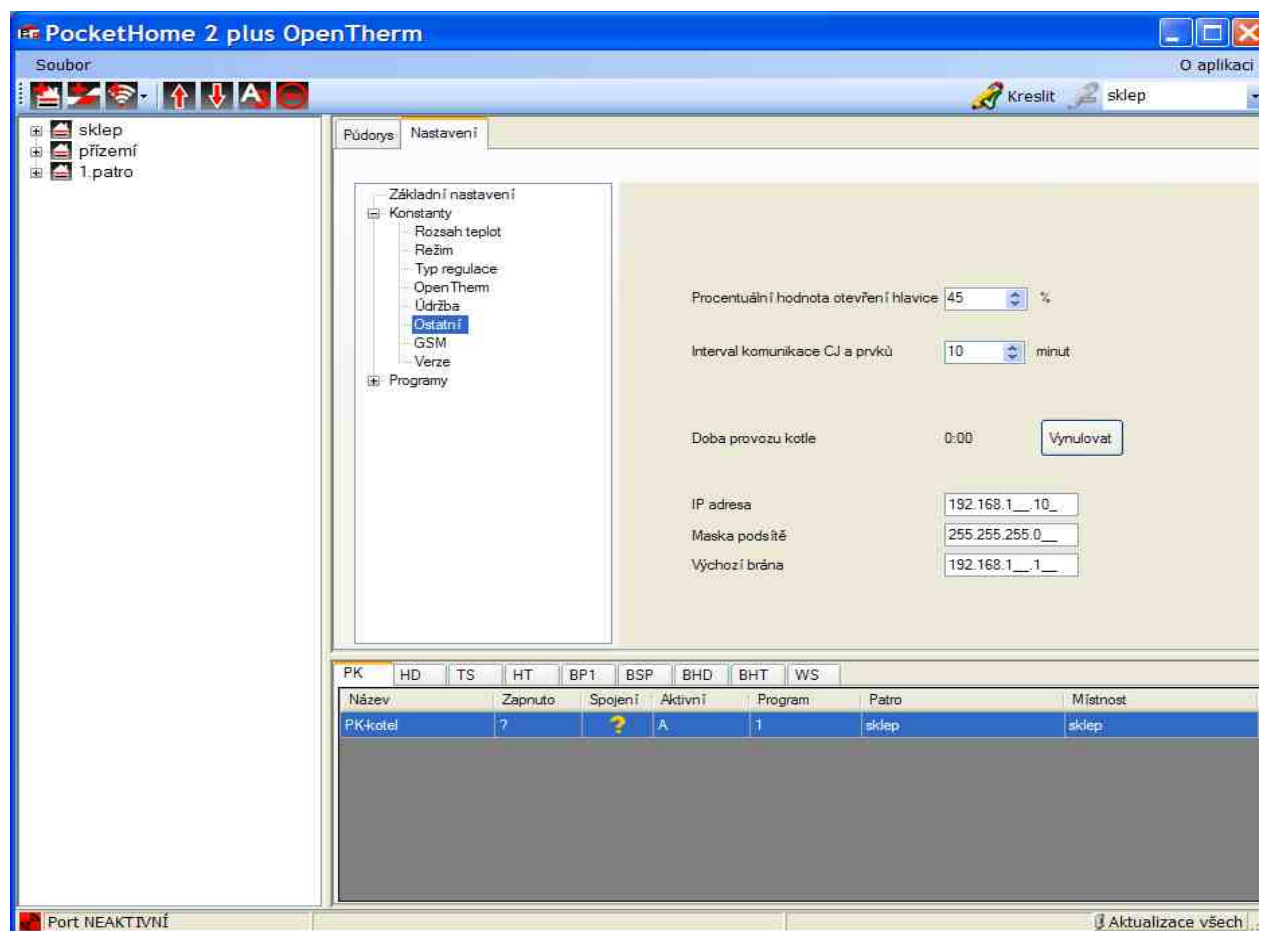 PocketHome 2 plus OpenTherm
Soubor
O aplikaci
Kreslit
sklep
sklep
přízemí
1.patro
Půdorys
Nastavení
Základní nastavení
Konstanty
Rozsah teplot
Režim
Typ regulace
OpenTherm
Údržba
Ostatní
GSM
Verze
Programy
Procentuální hodnota otevření hlavice 45 %
Interval komunikace CJ a prvků 10 minut
Doba provozu kotle 0:00 Vynulovat
IP adresa 192.168.1__.10_
Maska podsítě 255.255.255.0__
Výchozí brána 192.168.1__.1__
PK HD TS HT BP1 BSP BHD BHT WS
Název Zapnuto Spojení Aktivní Program Patro Místnost
PK-kotel ? ? A 1 sklep sklep
Port NEAKTIVNÍ
Aktualizace všech